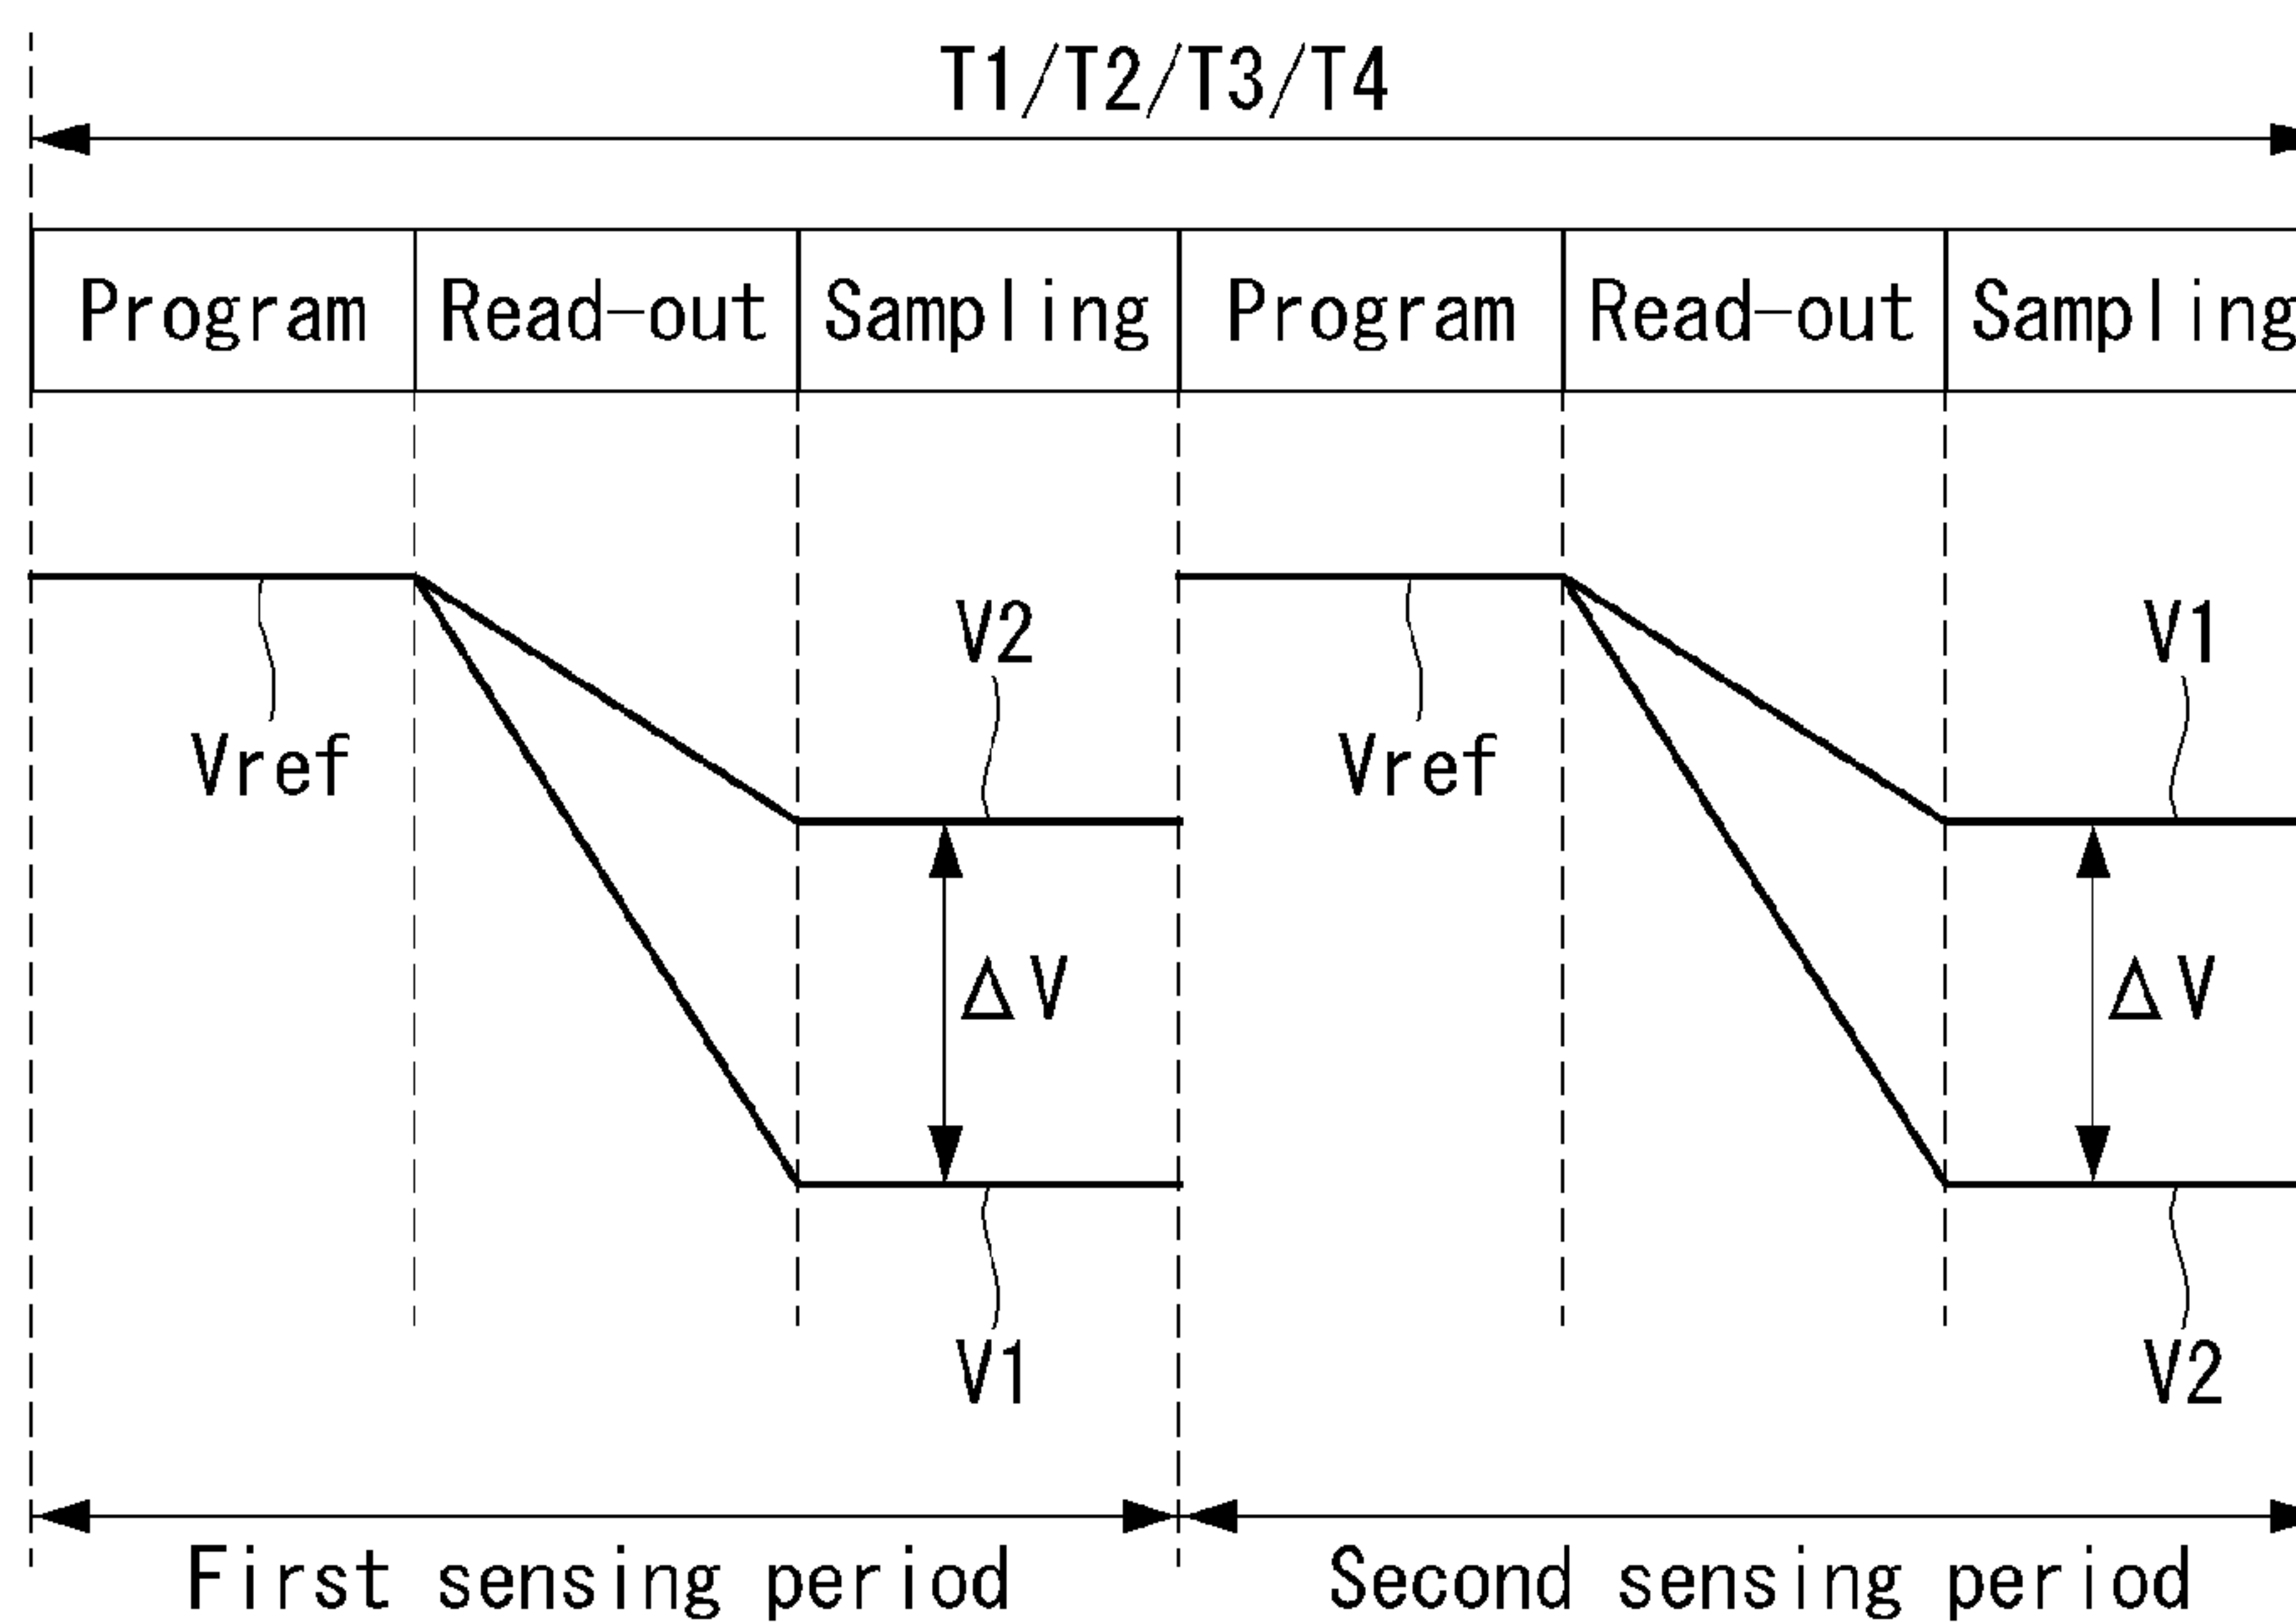 T1/T2/T3/T4
Program Read-out Sampling Program Read-out Sampling
V2 V1
Vref Vref
ΔV ΔV
V1 V2
First sensing period Second sensing period